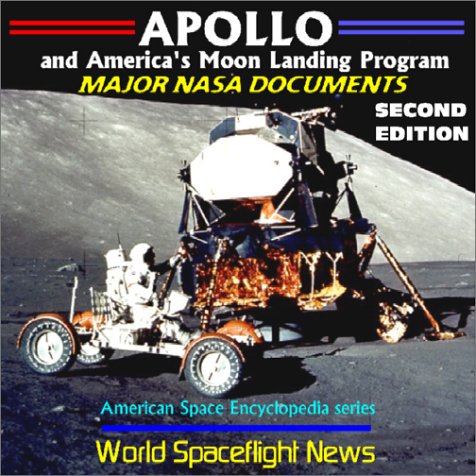 APOLLO
and America's Moon Landing Program
MAJOR NASA DOCUMENTS
SECOND
EDITION
American Space Encyclopedia series
World Spaceflight News